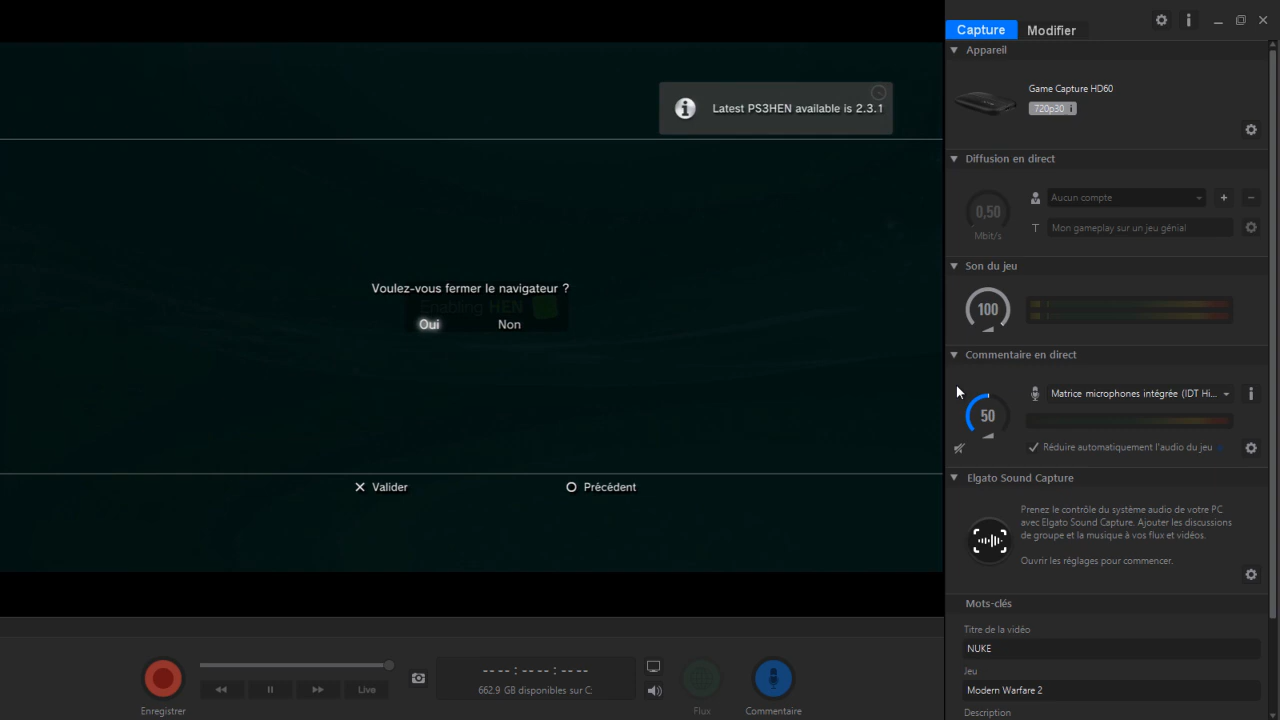 Latest PS3HEN available is 2.3.1
Voulez-vous fermer le navigateur ?
Enabling HEN
Oui
Non
Valider
Précédent
Capture
Modifier
Appareil
Game Capture HD60
720p30 i
Diffusion en direct
0,50
Mbit/s
Aucun compte
T
Mon gameplay sur un jeu génial
Son du jeu
100
Commentaire en direct
50
Matrice microphones intégrée (IDT Hi...
Réduire automatiquement l'audio du jeu
Elgato Sound Capture
Prenez le contrôle du système audio de votre PC
avec Elgato Sound Capture. Ajouter les discussions
de groupe et la musique à vos flux et vidéos.
Ouvrir les réglages pour commencer.
Mots-clés
Titre de la vidéo
NUKE
Jeu
Modern Warfare 2
Description
Enregistrer
Live
-- -- : -- -- : -- --
662.9 GB disponibles sur C:
Flux
Commentaire